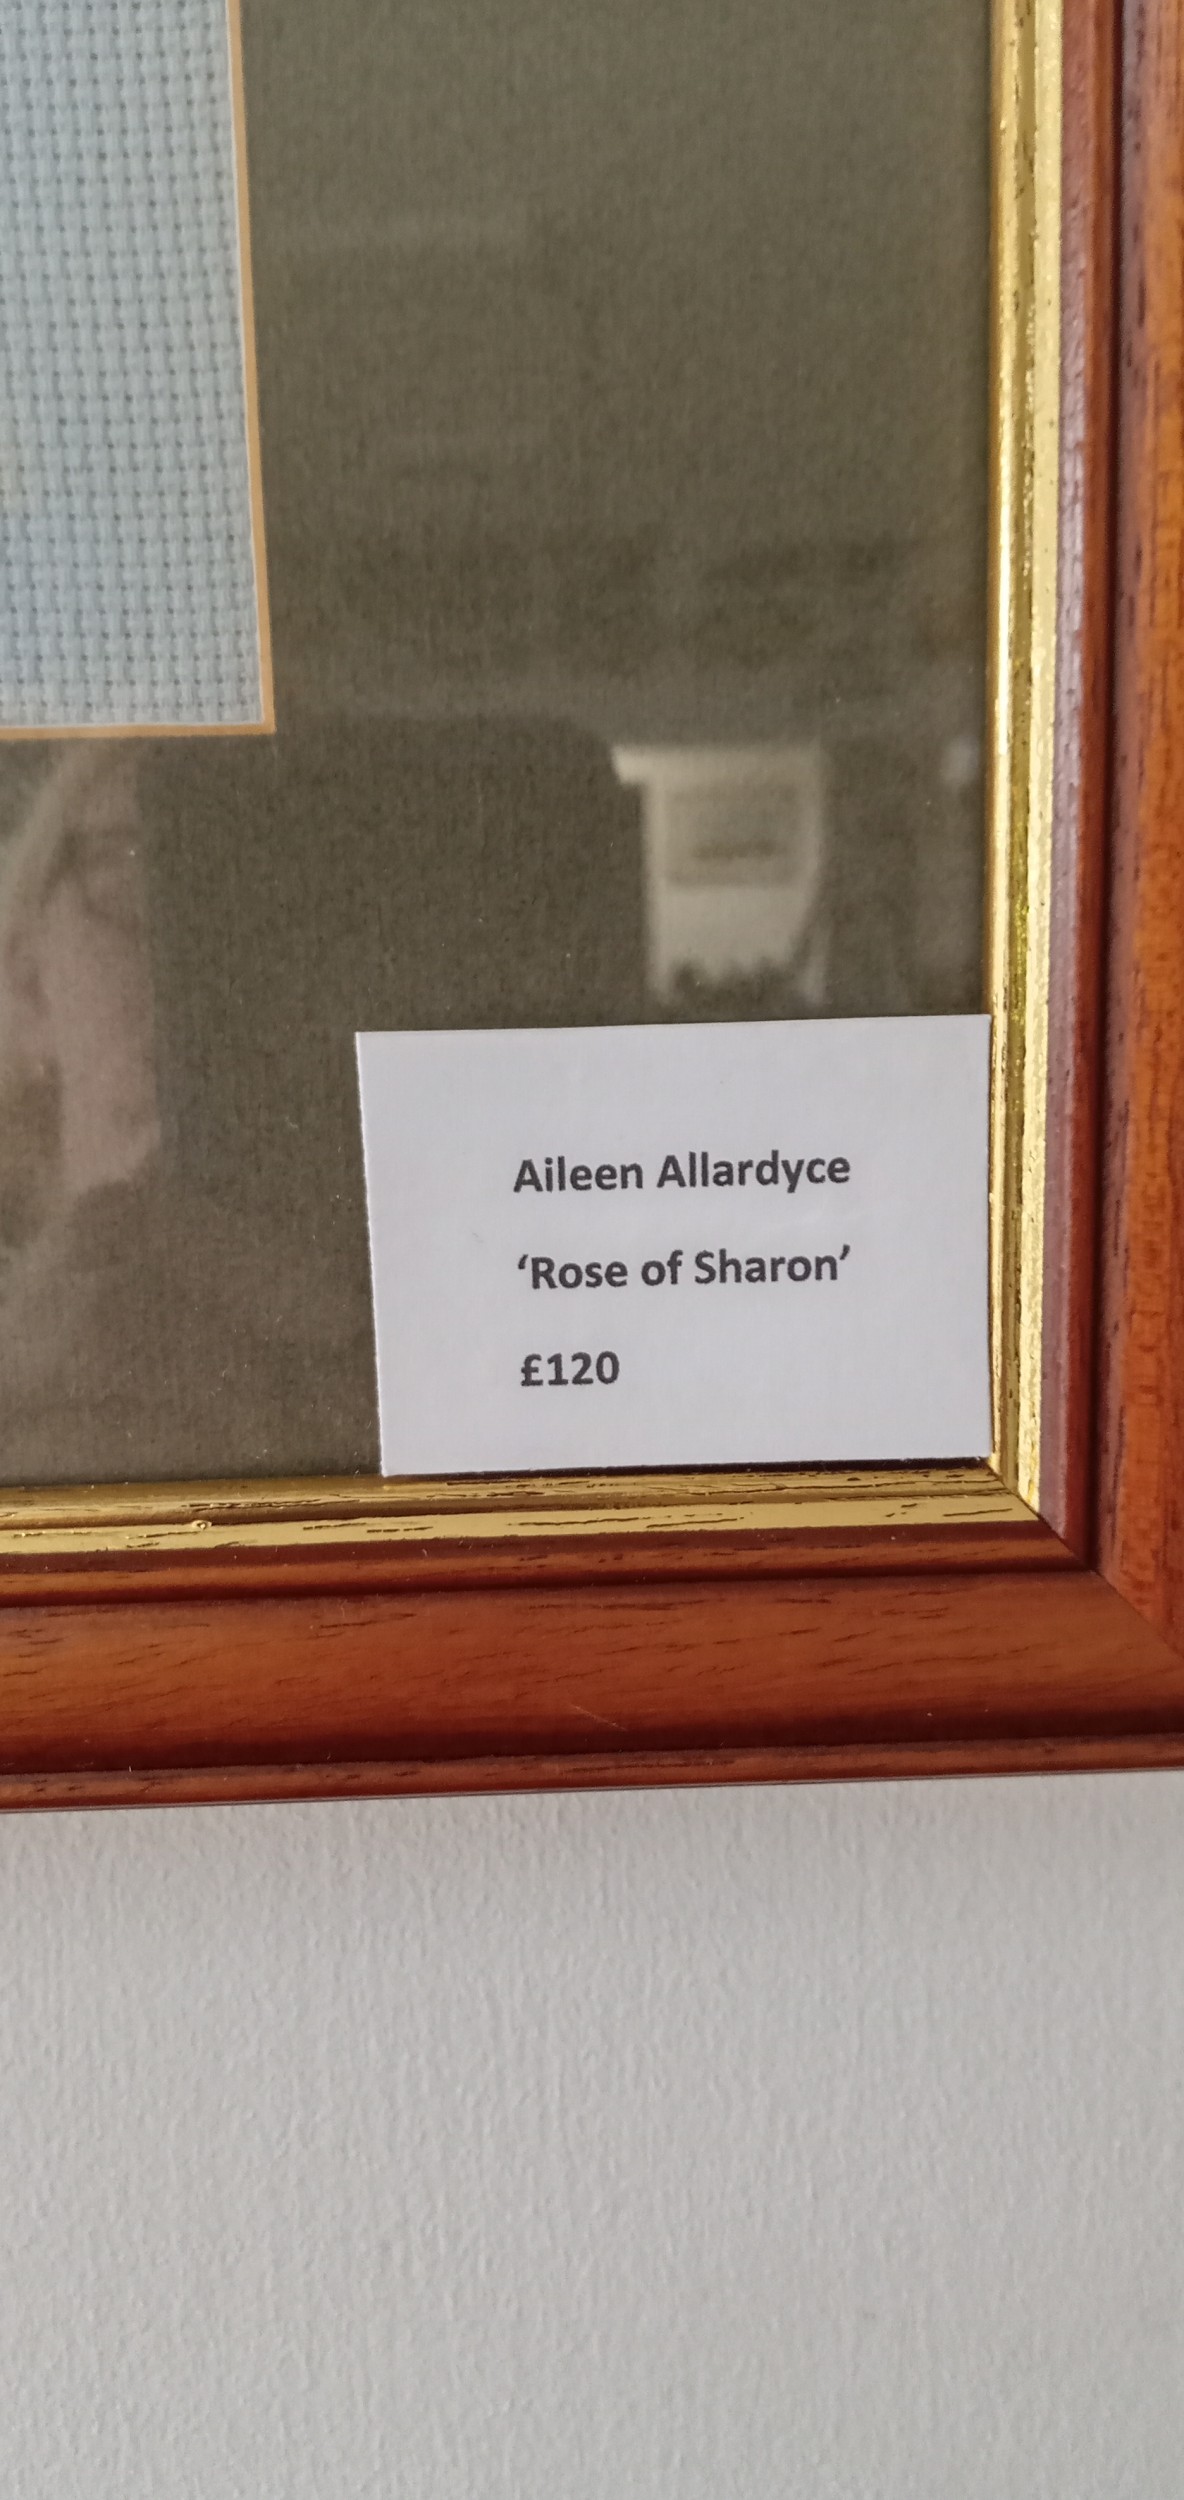 Aileen Allardyce
‘Rose of Sharon’
£120